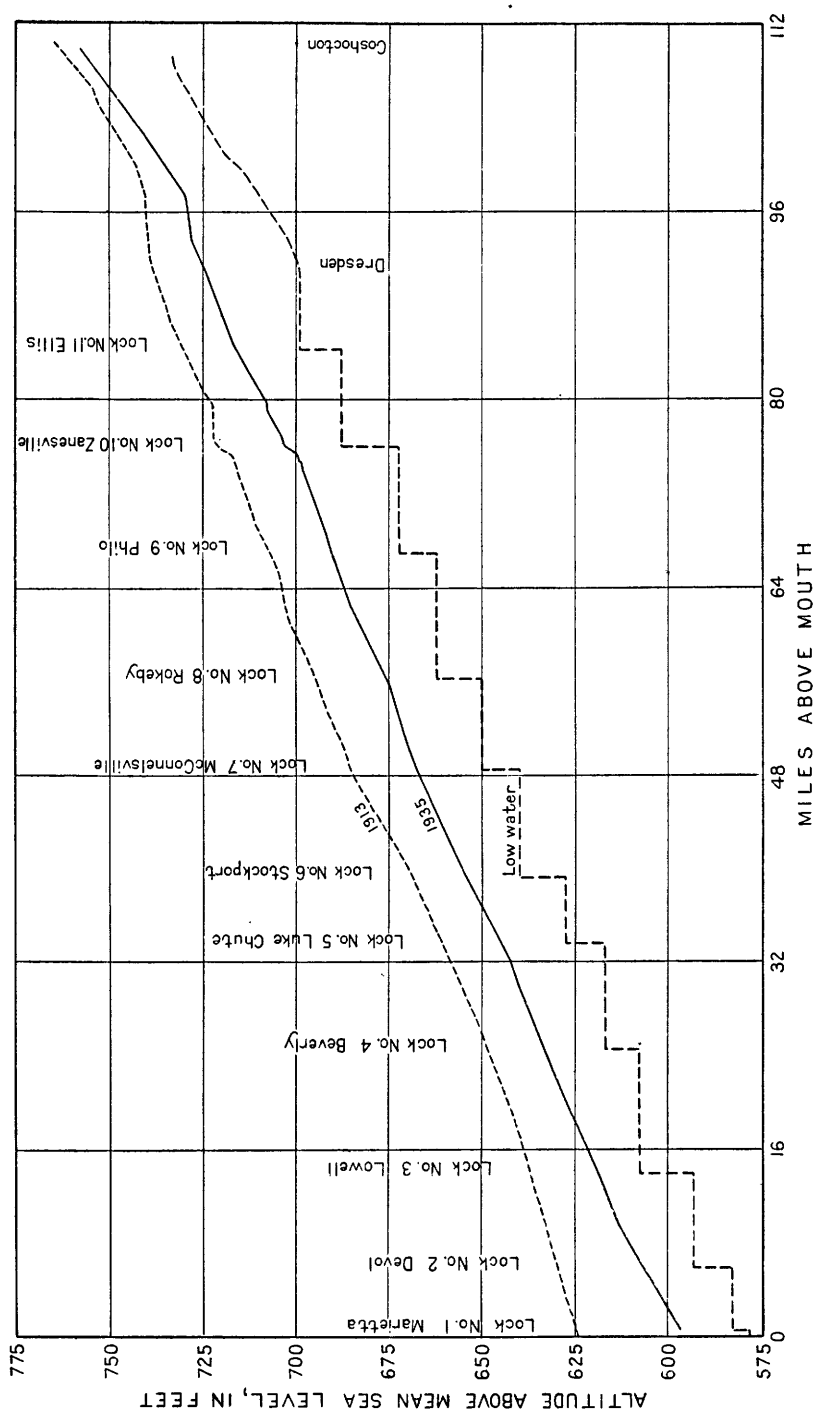 ALTITUDE ABOVE MEAN SEA LEVEL, IN FEET
775
750
725
700
675
650
625
600
575
0
16
32
48
64
80
96
112
MILES ABOVE MOUTH
Lock No. 1 Marietta
Lock No. 2 Devol
Lock No. 3 Lowell
Lock No. 4 Beverly
Lock No. 5 Luke Chute
Lock No. 6 Stockport
Lock No. 7 McConnelsville
Lock No. 8 Rokeby
Lock No. 9 Philo
Lock No. 10 Zanesville
Lock No. 11 Ellis
Dresden
Coshocton
1913
1935
Low water